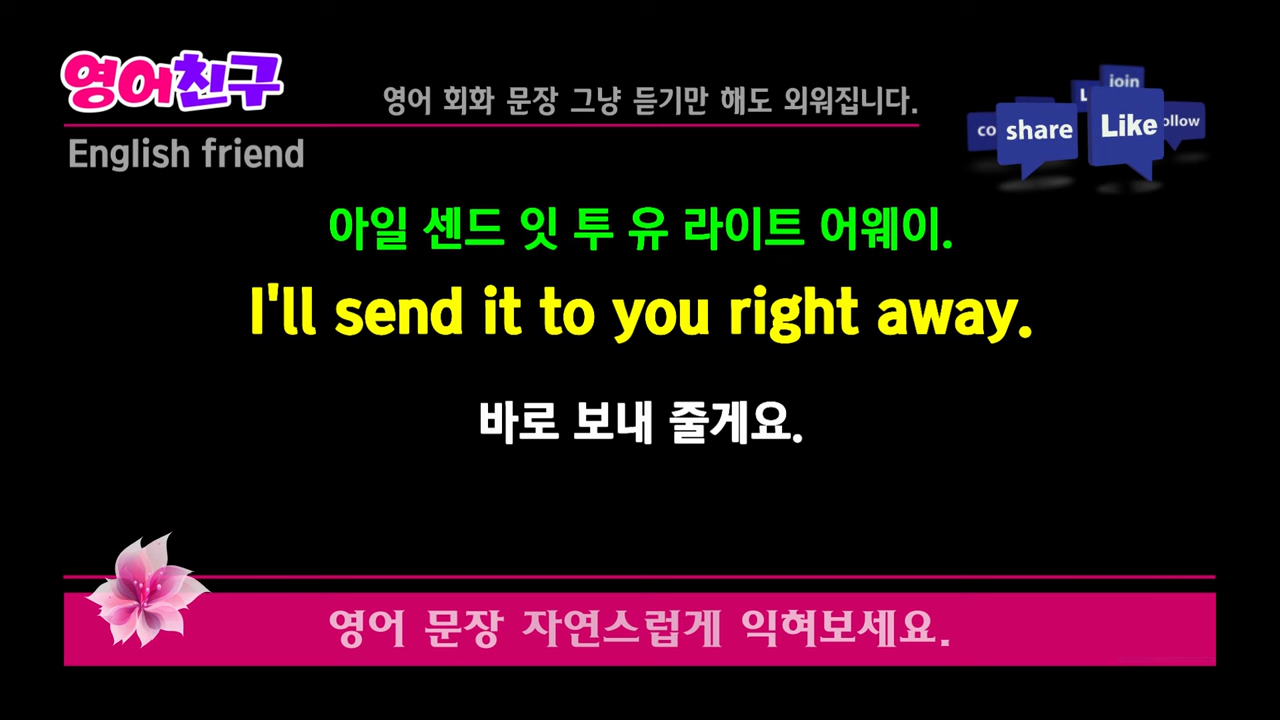 영어친구
영어 회화 문장 그냥 듣기만 해도 외워집니다.
English friend
join
share
Like
아일 센드 잇 투 유 라이트 어웨이.
I'll send it to you right away.
바로 보내 줄게요.
영어 문장 자연스럽게 익혀보세요.